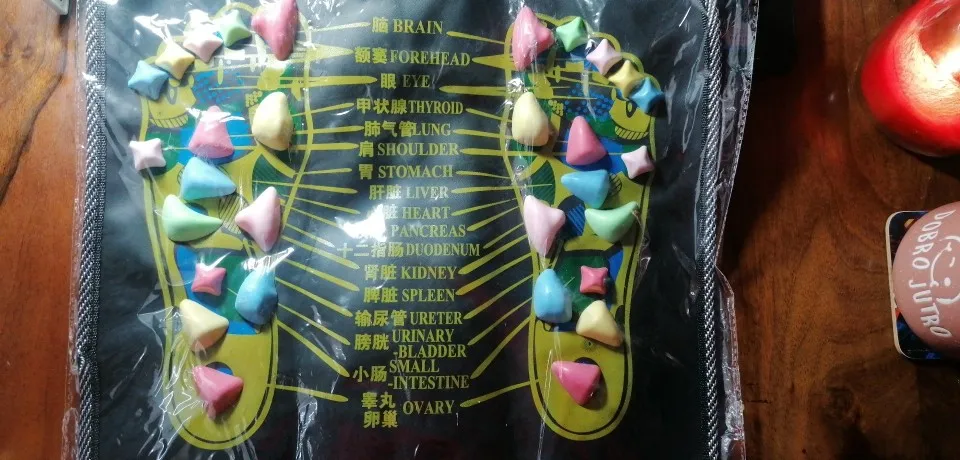 脑 BRAIN
额窦 FOREHEAD
眼 EYE
甲状腺 THYROID
肺气管 LUNG
肩 SHOULDER
胃 STOMACH
肝脏 LIVER
脏 HEART
PANCREAS
十二指肠 DUODENUM
肾脏 KIDNEY
脾脏 SPLEEN
输尿管 URETER
膀胱 URINARY
-BLADDER
小肠 SMALL
-INTESTINE
睾丸
卵巢 OVARY
DOBRO JUTRO